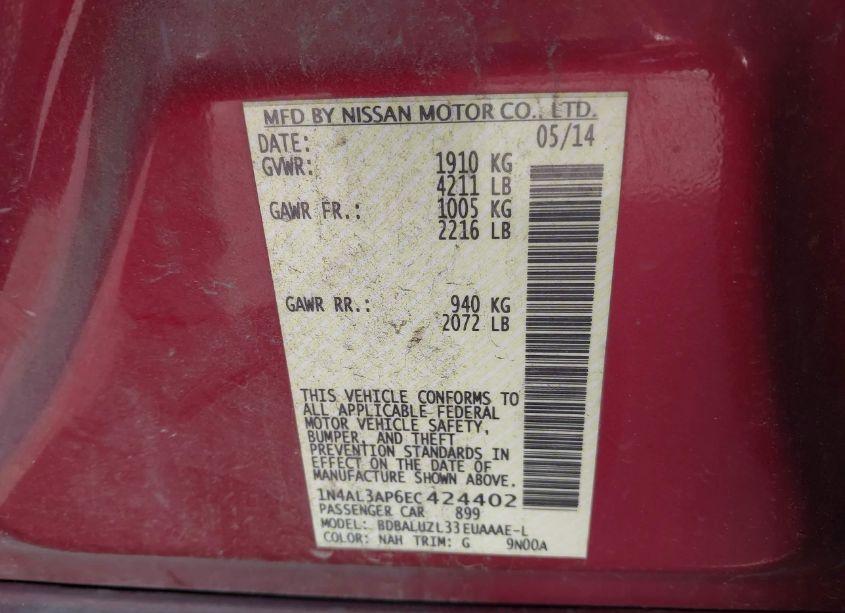 MFD BY NISSAN MOTOR CO., LTD.
DATE: 05/14
GVWR: 1910 KG
4211 LB
GAWR FR.: 1005 KG
2216 LB
GAWR RR.: 940 KG
2072 LB
THIS VEHICLE CONFORMS TO
ALL APPLICABLE FEDERAL
MOTOR VEHICLE SAFETY,
BUMPER, AND THEFT
PREVENTION STANDARDS IN
EFFECT ON THE DATE OF
MANUFACTURE SHOWN ABOVE.
1N4AL3AP6EC424402
PASSENGER CAR 899
MODEL: BDBALUZL33EUAAAE-L
COLOR: NAH TRIM: G 9N00A